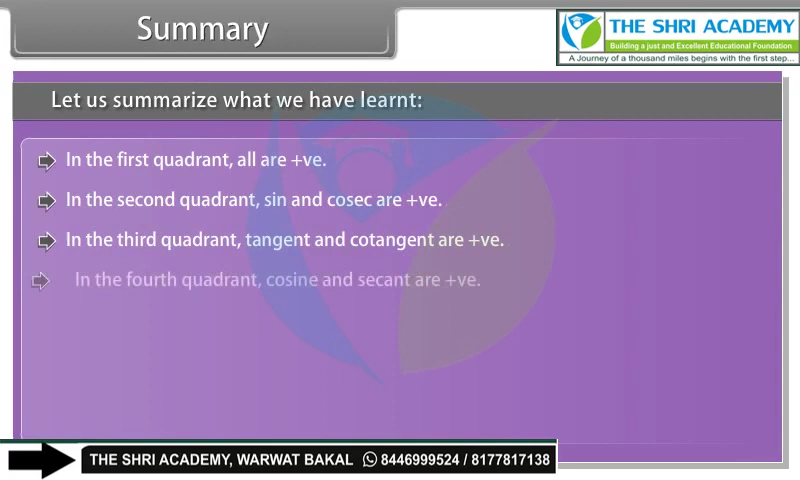 Summary
THE SHRI ACADEMY
Building a just and Excellent Educational Foundation
A Journey of a thousand miles begins with the first step...
Let us summarize what we have learnt:
In the first quadrant, all are +ve.
In the second quadrant, sin and cosec are +ve.
In the third quadrant, tangent and cotangent are +ve.
In the fourth quadrant, cosine and secant are +ve.
THE SHRI ACADEMY, WARWAT BAKAL 8446999524 / 8177817138